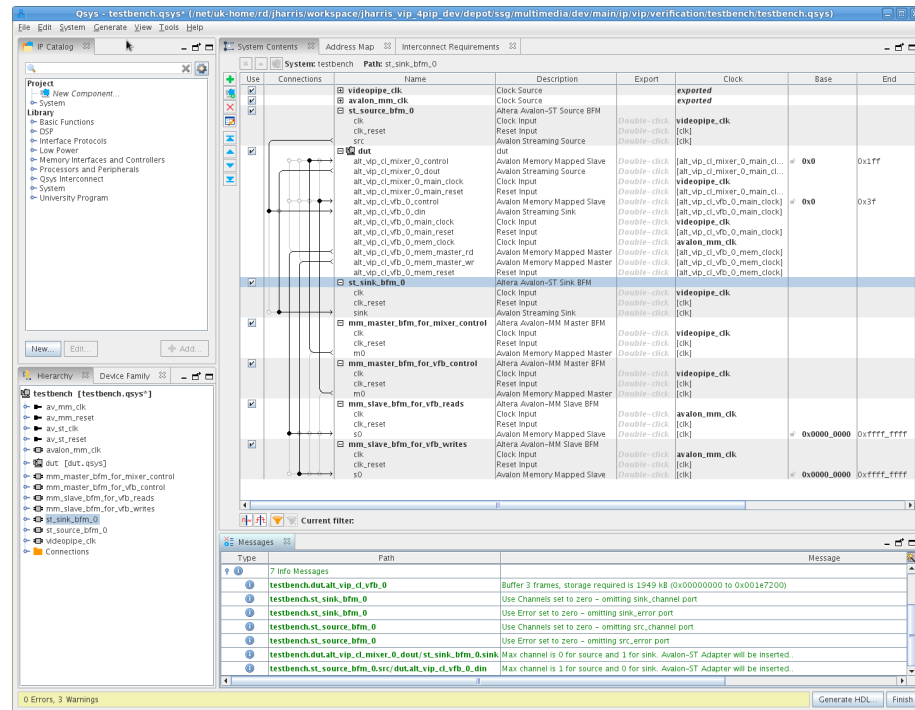 Qsys - testbench.qsys* (/net/uk-home/rd/jharris/workspace/jharris_vip_4pip_dev/depot/ssg/multimedia/dev/main/ip/vip/verification/testbench/testbench.qsys)
File Edit System Generate View Tools Help
IP Catalog
Project
New Component...
System
Library
Basic Functions
DSP
Interface Protocols
Low Power
Memory Interfaces and Controllers
Processors and Peripherals
Qsys Interconnect
System
University Program
New... Edit... Add...
Hierarchy Device Family
testbench [testbench.qsys*]
av_mm_clk
av_mm_reset
av_st_clk
av_st_reset
avalon_mm_clk
dut [dut.qsys]
mm_master_bfm_for_mixer_control
mm_master_bfm_for_vfb_control
mm_slave_bfm_for_vfb_reads
mm_slave_bfm_for_vfb_writes
st_sink_bfm_0
st_source_bfm_0
videopipe_clk
Connections
System Contents Address Map Interconnect Requirements
System: testbench Path: st_sink_bfm_0
Use Connections Name Description Export Clock Base End
videopipe_clk Clock Source exported
avalon_mm_clk Clock Source exported
st_source_bfm_0 Altera Avalon-ST Source BFM
clk Clock Input Double-click videopipe_clk
clk_reset Reset Input Double-click [clk]
src Avalon Streaming Source Double-click [clk]
dut dut
alt_vip_cl_mixer_0_control Avalon Memory Mapped Slave Double-click [alt_vip_cl_mixer_0_main_cl... 0x0 0x1ff
alt_vip_cl_mixer_0_dout Avalon Streaming Source Double-click [alt_vip_cl_mixer_0_main_cl...
alt_vip_cl_mixer_0_main_clock Clock Input Double-click videopipe_clk
alt_vip_cl_mixer_0_main_reset Reset Input Double-click [alt_vip_cl_mixer_0_main_cl...
alt_vip_cl_vfb_0_control Avalon Memory Mapped Slave Double-click [alt_vip_cl_vfb_0_main_clock] 0x0 0x3f
alt_vip_cl_vfb_0_din Avalon Streaming Sink Double-click [alt_vip_cl_vfb_0_main_clock]
alt_vip_cl_vfb_0_main_clock Clock Input Double-click videopipe_clk
alt_vip_cl_vfb_0_main_reset Reset Input Double-click [alt_vip_cl_vfb_0_main_clock]
alt_vip_cl_vfb_0_mem_clock Clock Input Double-click avalon_mm_clk
alt_vip_cl_vfb_0_mem_master_rd Avalon Memory Mapped Master Double-click [alt_vip_cl_vfb_0_mem_clock]
alt_vip_cl_vfb_0_mem_master_wr Avalon Memory Mapped Master Double-click [alt_vip_cl_vfb_0_mem_clock]
alt_vip_cl_vfb_0_mem_reset Reset Input Double-click [alt_vip_cl_vfb_0_mem_clock]
st_sink_bfm_0 Altera Avalon-ST Sink BFM
clk Clock Input Double-click videopipe_clk
clk_reset Reset Input Double-click [clk]
sink Avalon Streaming Sink Double-click [clk]
mm_master_bfm_for_mixer_control Altera Avalon-MM Master BFM
clk Clock Input Double-click videopipe_clk
clk_reset Reset Input Double-click [clk]
m0 Avalon Memory Mapped Master Double-click [clk]
mm_master_bfm_for_vfb_control Altera Avalon-MM Master BFM
clk Clock Input Double-click videopipe_clk
clk_reset Reset Input Double-click [clk]
m0 Avalon Memory Mapped Master Double-click [clk]
mm_slave_bfm_for_vfb_reads Altera Avalon-MM Slave BFM
clk Clock Input Double-click avalon_mm_clk
clk_reset Reset Input Double-click [clk]
s0 Avalon Memory Mapped Slave Double-click [clk] 0x0000_0000 0xffff_ffff
mm_slave_bfm_for_vfb_writes Altera Avalon-MM Slave BFM
clk Clock Input Double-click avalon_mm_clk
clk_reset Reset Input Double-click [clk]
s0 Avalon Memory Mapped Slave Double-click [clk] 0x0000_0000 0xffff_ffff
Current filter:
Messages
Type Path Message
7 Info Messages
testbench.dut.alt_vip_cl_vfb_0 Buffer 3 frames, storage required is 1949 kB (0x00000000 to 0x001e7200)
testbench.st_sink_bfm_0 Use Channels set to zero - omitting sink_channel port
testbench.st_sink_bfm_0 Use Error set to zero - omitting sink_error port
testbench.st_source_bfm_0 Use Channels set to zero - omitting src_channel port
testbench.st_source_bfm_0 Use Error set to zero - omitting src_error port
testbench.dut.alt_vip_cl_mixer_0_dout/st_sink_bfm_0.sink Max channel is 0 for source and 1 for sink. Avalon-ST Adapter will be inserted..
testbench.st_source_bfm_0.src/dut.alt_vip_cl_vfb_0_din Max channel is 1 for source and 0 for sink. Avalon-ST Adapter will be inserted..
0 Errors, 3 Warnings
Generate HDL... Finish